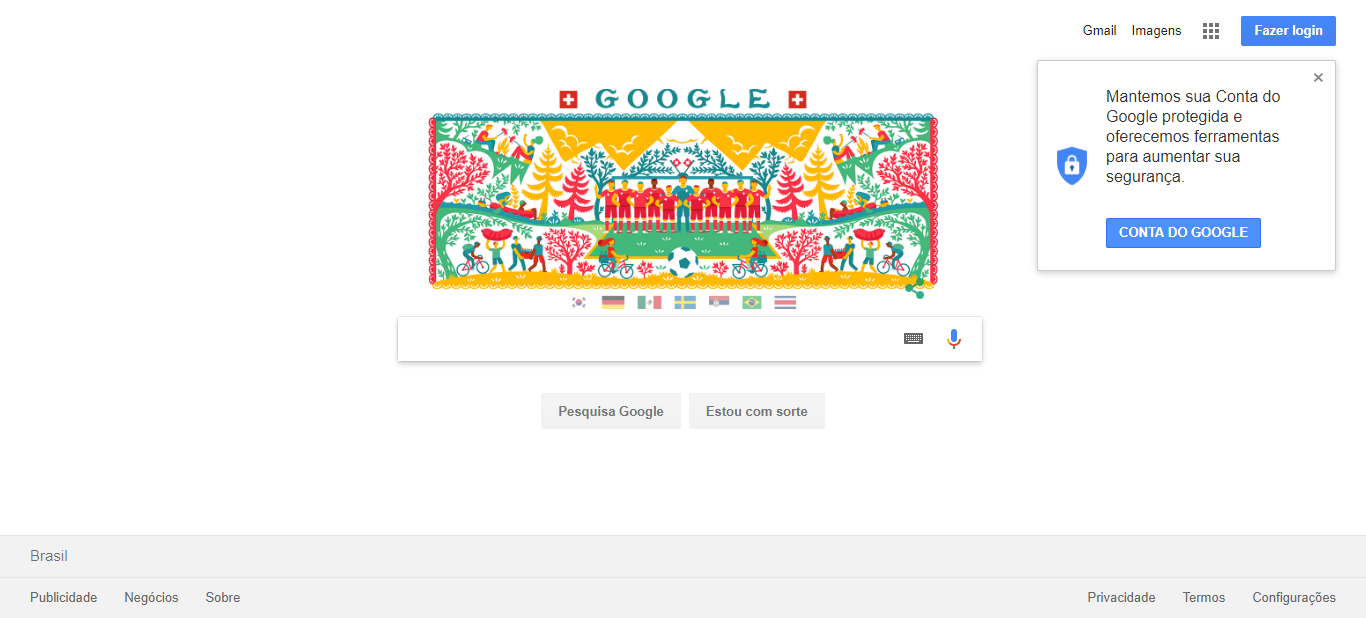 Gmail Imagens Fazer login
GOOGLE
Mantemos sua Conta do
Google protegida e
oferecemos ferramentas
para aumentar sua
segurança.
CONTA DO GOOGLE
Pesquisa Google Estou com sorte
Brasil
Publicidade Negócios Sobre Privacidade Termos Configurações